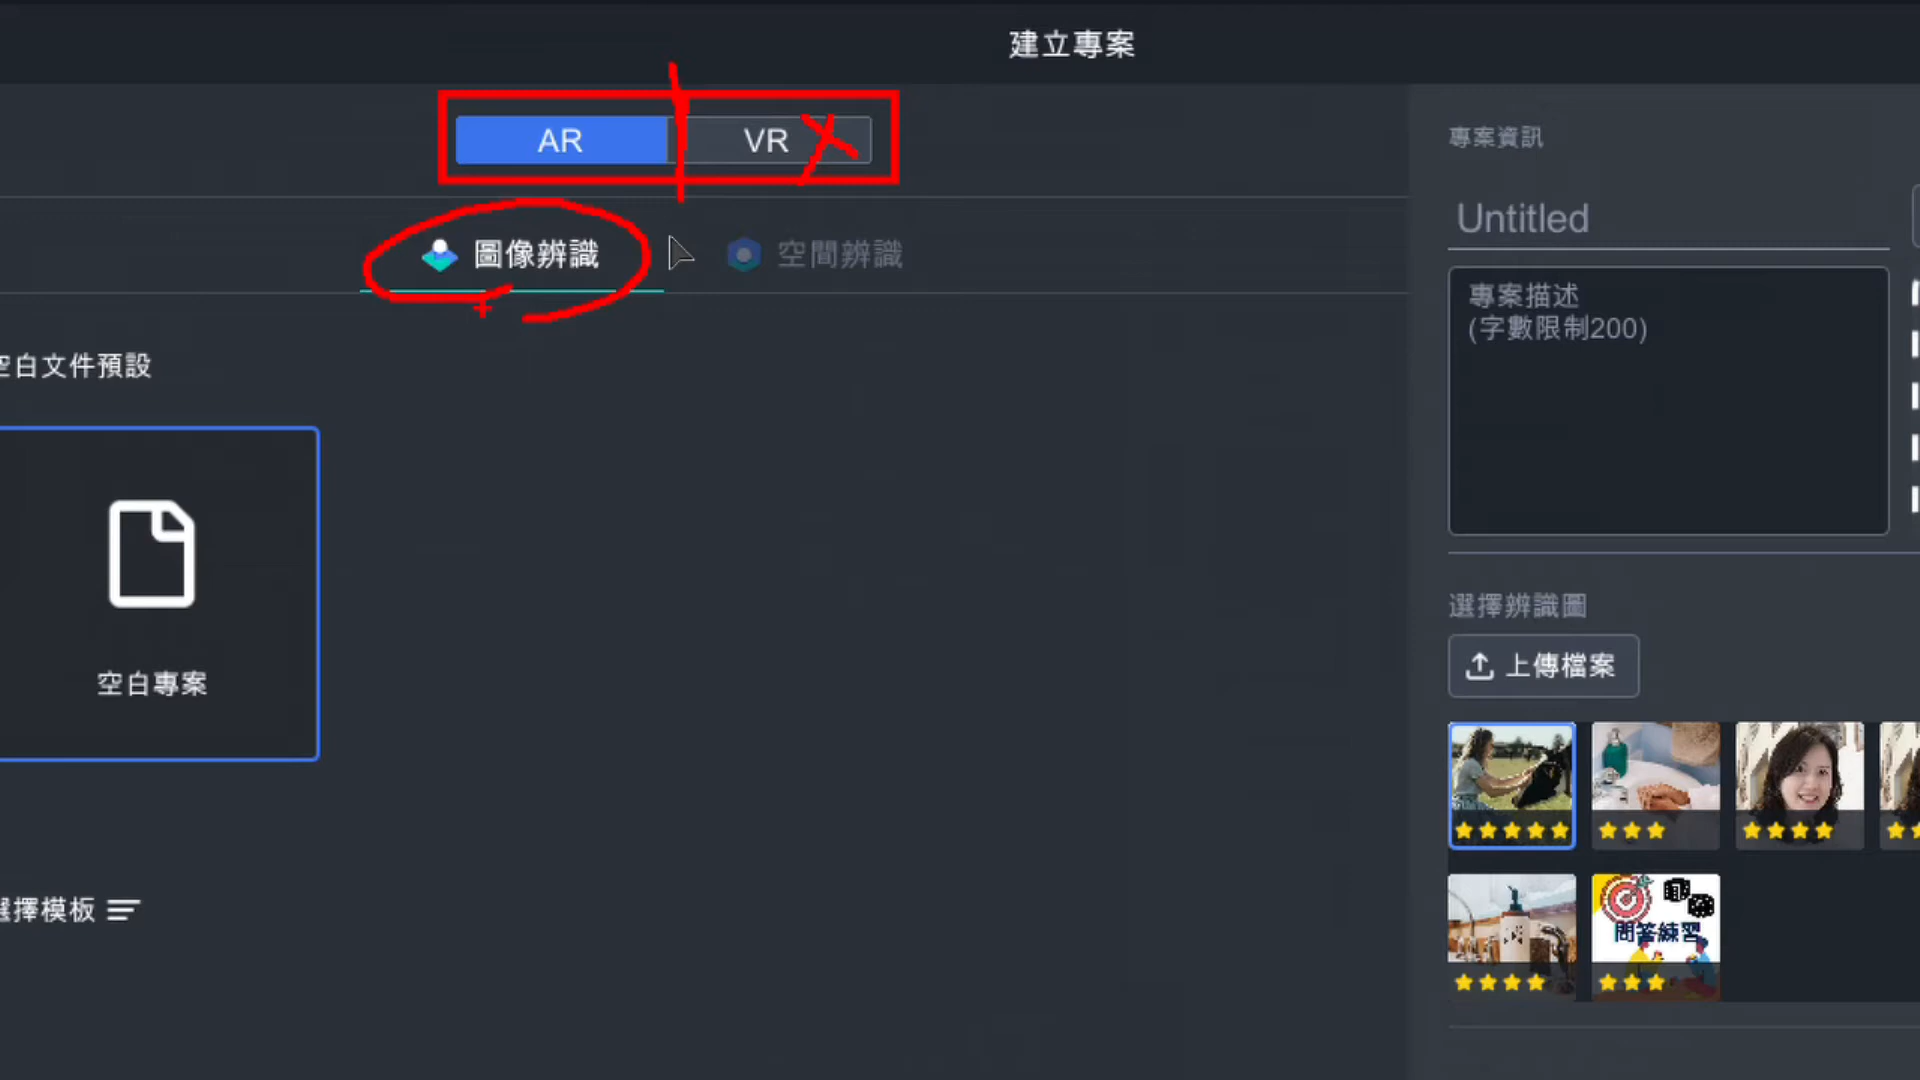 建立專案
AR
VR
圖像辨識
空間辨識
空白文件預設
空白專案
選擇模板
專案資訊
Untitled
專案描述
(字數限制200)
選擇辨識圖
上傳檔案
問答練習